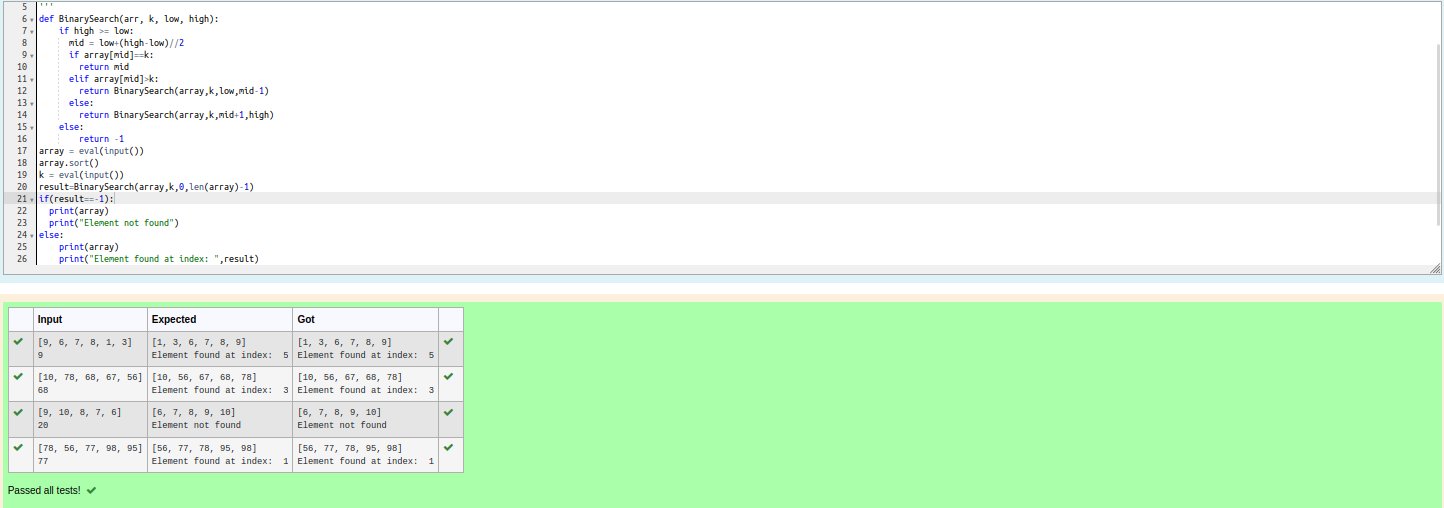 5 '''
6 def BinarySearch(arr, k, low, high):
7     if high >= low:
8       mid = low+(high-low)//2
9       if array[mid]==k:
10         return mid
11       elif array[mid]>k:
12         return BinarySearch(array,k,low,mid-1)
13       else:
14         return BinarySearch(array,k,mid+1,high)
15     else:
16         return -1
17 array = eval(input())
18 array.sort()
19 k = eval(input())
20 result=BinarySearch(array,k,0,len(array)-1)
21 if(result==-1):
22   print(array)
23   print("Element not found")
24 else:
25     print(array)
26     print("Element found at index: ",result)
Input Expected Got
[9, 6, 7, 8, 1, 3] [1, 3, 6, 7, 8, 9] [1, 3, 6, 7, 8, 9]
9 Element found at index:  5 Element found at index:  5
[10, 78, 68, 67, 56] [10, 56, 67, 68, 78] [10, 56, 67, 68, 78]
68 Element found at index:  3 Element found at index:  3
[9, 10, 8, 7, 6] [6, 7, 8, 9, 10] [6, 7, 8, 9, 10]
20 Element not found Element not found
[78, 56, 77, 98, 95] [56, 77, 78, 95, 98] [56, 77, 78, 95, 98]
77 Element found at index:  1 Element found at index:  1
Passed all tests!